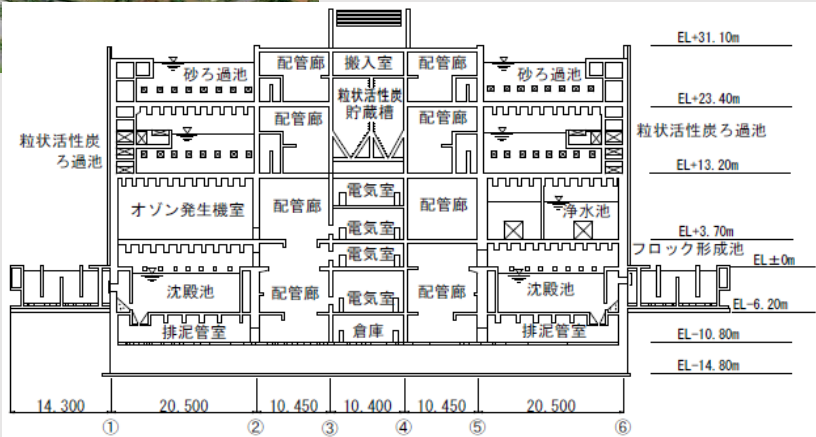 EL+31.10m
配管廊
搬入室
配管廊
砂ろ過池
砂ろ過池
粒状活性炭
貯蔵槽
EL+23.40m
配管廊
配管廊
粒状活性炭
ろ過池
粒状活性炭ろ過池
EL+13.20m
電気室
オゾン発生機室
配管廊
配管廊
浄水池
電気室
EL+3.70m
フロック形成池
電気室
EL±0m
沈殿池
配管廊
電気室
配管廊
沈殿池
EL-6.20m
排泥管室
倉庫
排泥管室
EL-10.80m
EL-14.80m
14.300
20.500
10.450
10.400
10.450
20.500
① ② ③ ④ ⑤ ⑥